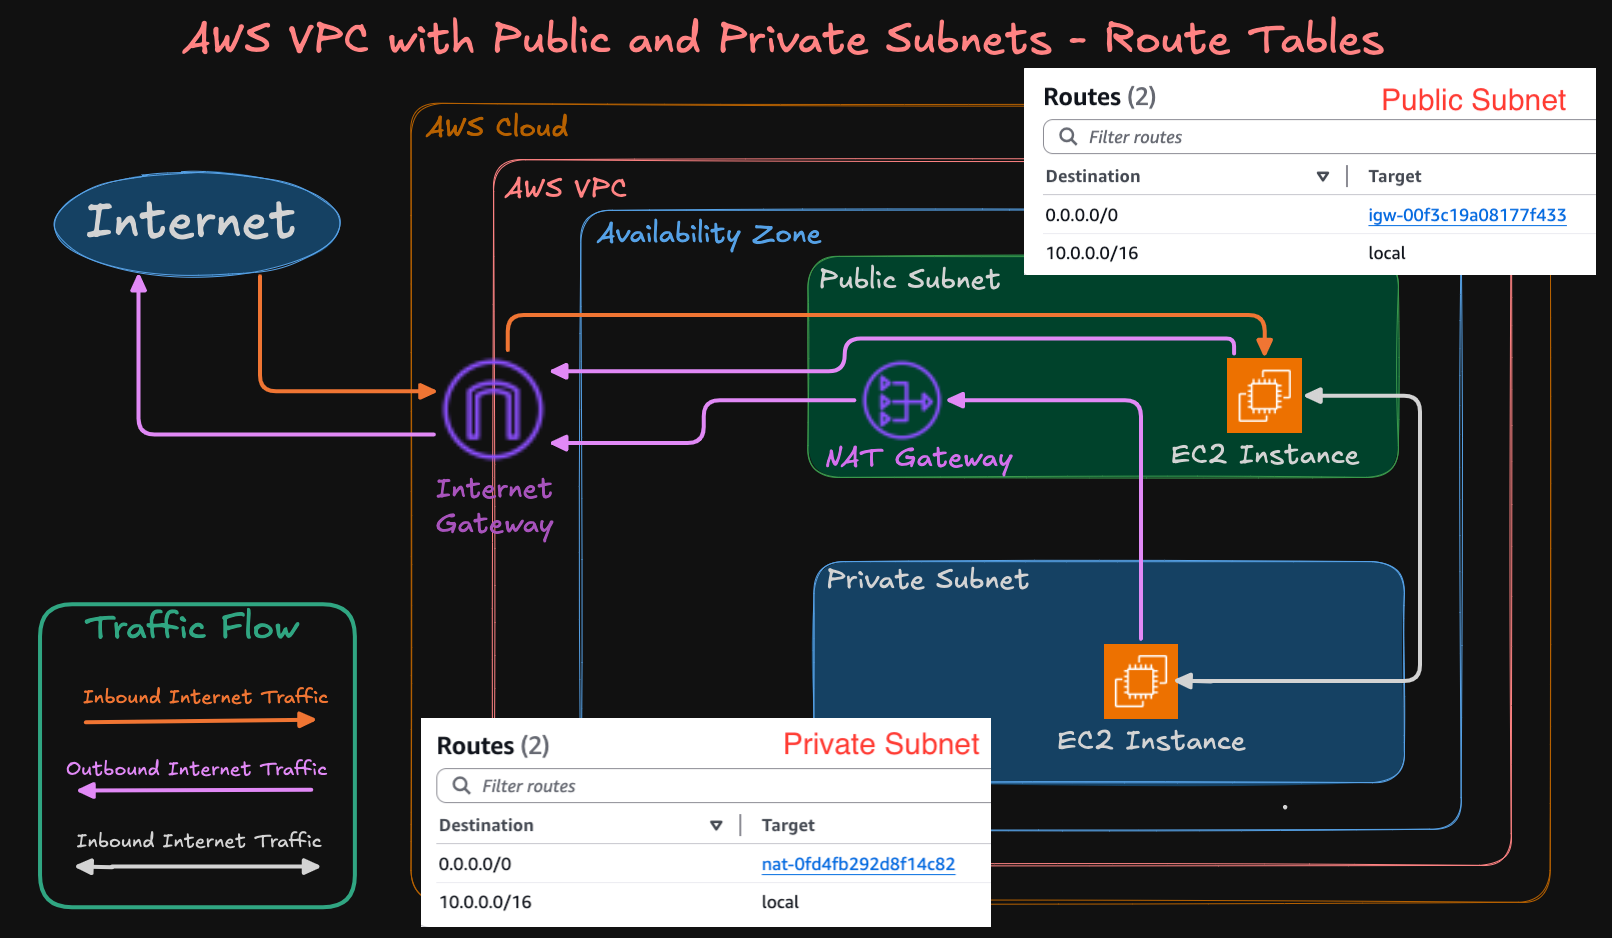 AWS VPC with Public and Private Subnets - Route Tables
AWS Cloud
AWS VPC
Availability Zone
Internet
Routes (2)
Public Subnet
Filter routes
Destination
Target
0.0.0.0/0
igw-00f3c19a08177f433
10.0.0.0/16
local
Public Subnet
NAT Gateway
EC2 Instance
Internet
Gateway
Private Subnet
EC2 Instance
Traffic Flow
Inbound Internet Traffic
Outbound Internet Traffic
Inbound Internet Traffic
Routes (2)
Private Subnet
Filter routes
Destination
Target
0.0.0.0/0
nat-0fd4fb292d8f14c82
10.0.0.0/16
local